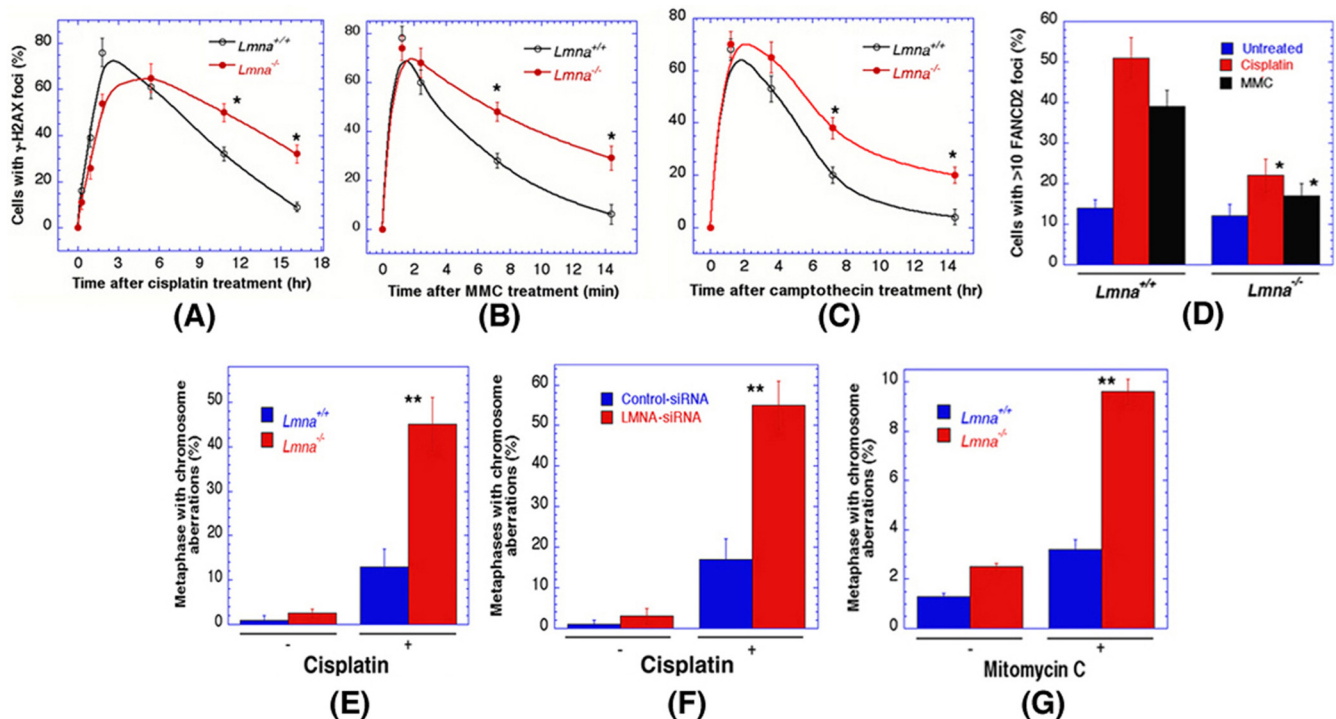 Cells with γ-H2AX foci (%)
80
60
40
20
0
Lmna+/+
Lmna-/-
*
*
0 3 6 9 12 15 18
Time after cisplatin treatment (hr)
(A)
80
60
40
20
0
Lmna+/+
Lmna-/-
*
*
0 2 4 6 8 10 12 14
Time after MMC treatment (min)
(B)
80
60
40
20
0
Lmna+/+
Lmna-/-
*
*
0 2 4 6 8 10 12 14
Time after camptothecin treatment (hr)
(C)
Cells with >10 FANCD2 foci (%)
60
50
40
30
20
10
0
Untreated
Cisplatin
MMC
*
*
Lmna+/+ Lmna-/-
(D)
Metaphase with chromosome
aberrations (%)
50
40
30
20
10
0
Lmna+/+
Lmna-/-
**
- +
Cisplatin
(E)
Metaphases with chromosome
aberrations (%)
60
50
40
30
20
10
0
Control-siRNA
LMNA-siRNA
**
- +
Cisplatin
(F)
Metaphase with chromosome
aberrations (%)
10
8
6
4
2
0
Lmna+/+
Lmna-/-
**
- +
Mitomycin C
(G)